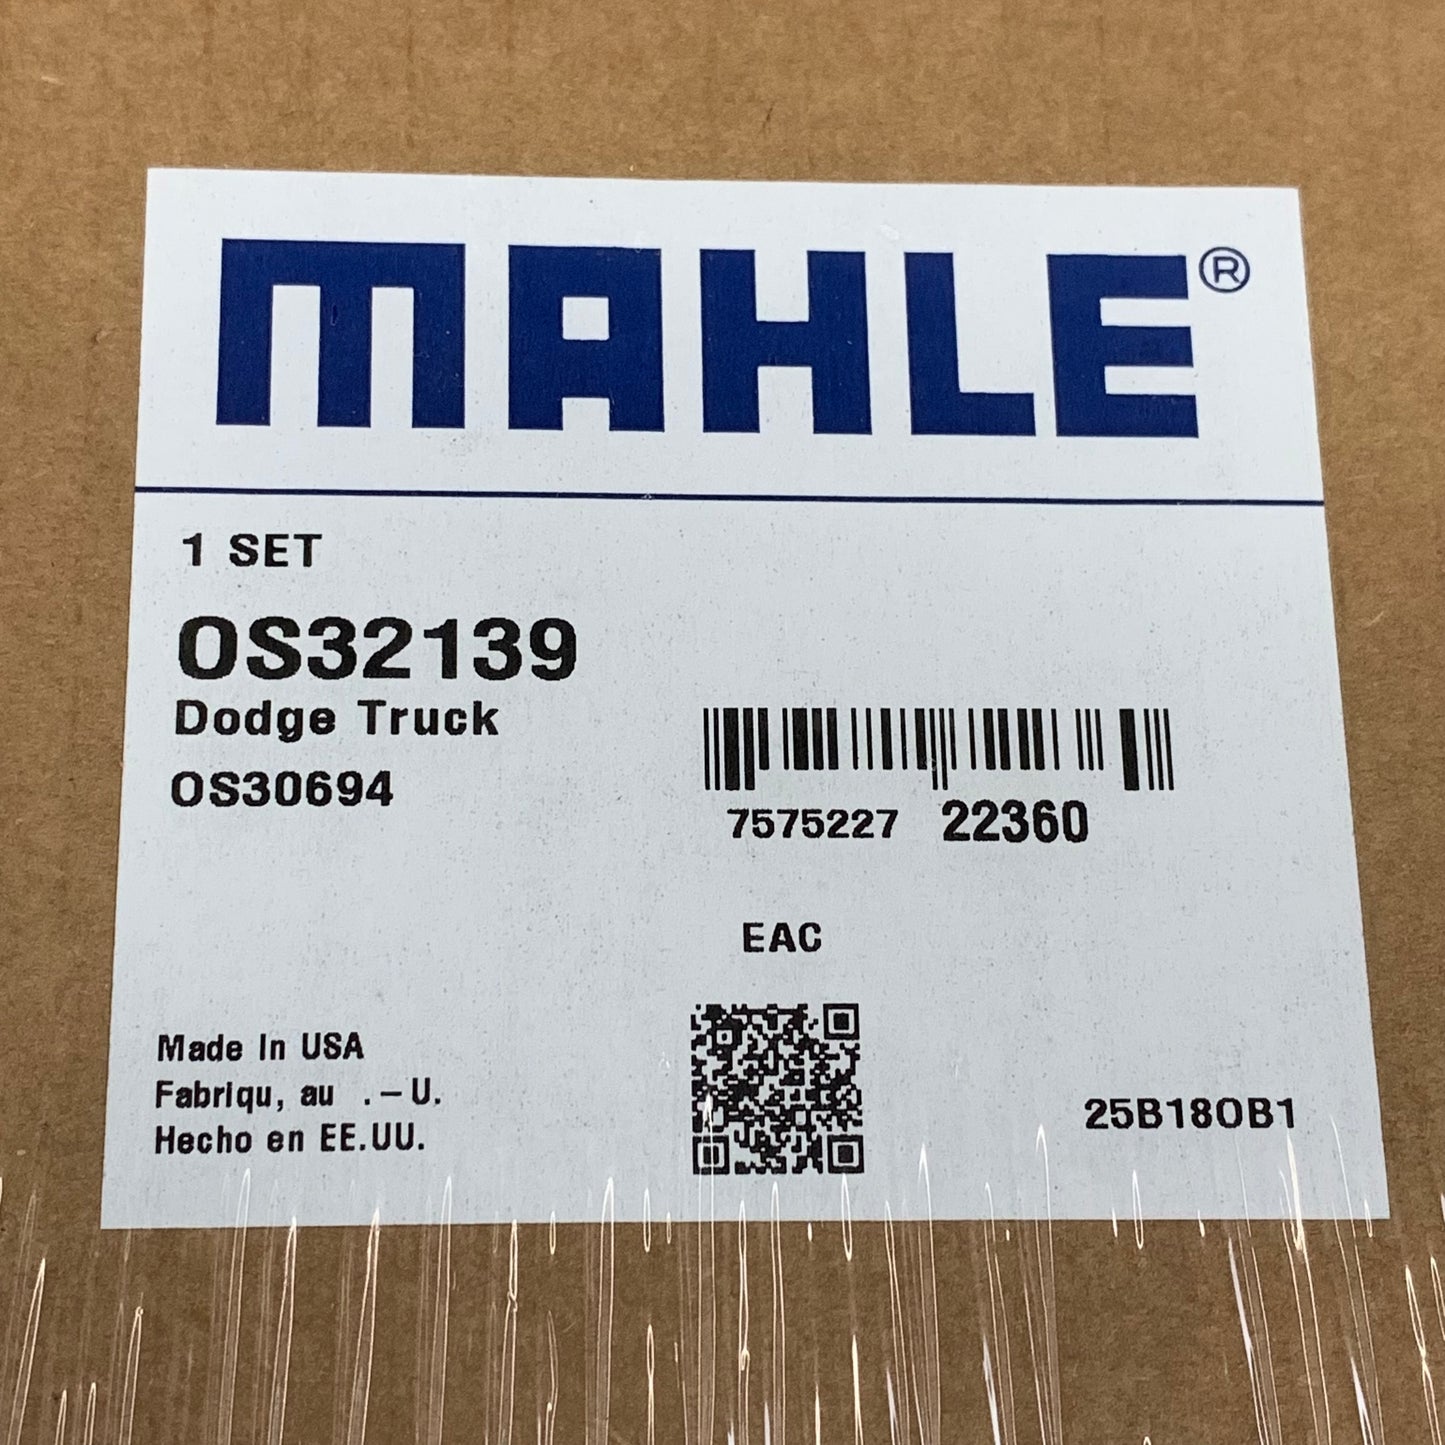 MAHLE®
1 SET
OS32139
Dodge Truck
OS30694
7575227 22360
EAC
Made In USA
Fabriqu, au .–U.
Hecho en EE.UU.
25B18OB1